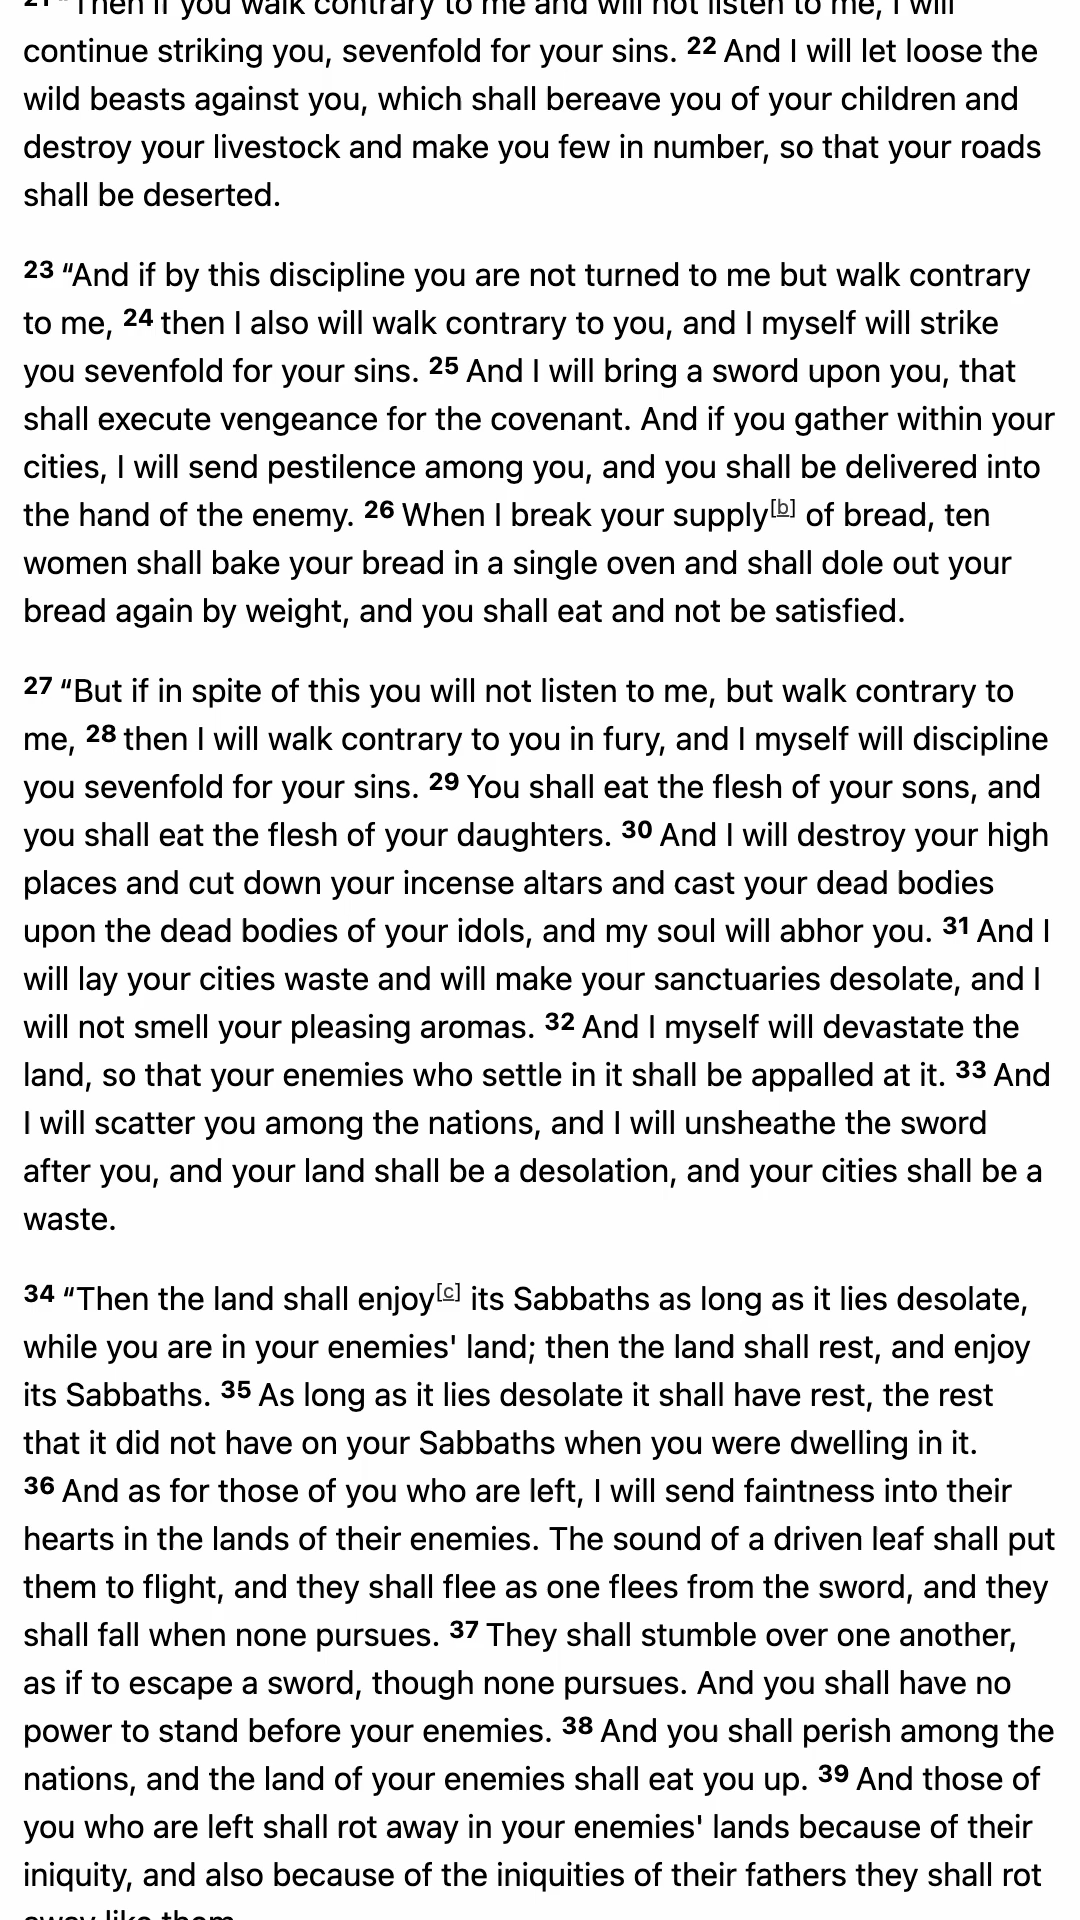 21 “Then if you walk contrary to me and will not listen to me, I will
continue striking you, sevenfold for your sins. 22 And I will let loose the
wild beasts against you, which shall bereave you of your children and
destroy your livestock and make you few in number, so that your roads
shall be deserted.
23 “And if by this discipline you are not turned to me but walk contrary
to me, 24 then I also will walk contrary to you, and I myself will strike
you sevenfold for your sins. 25 And I will bring a sword upon you, that
shall execute vengeance for the covenant. And if you gather within your
cities, I will send pestilence among you, and you shall be delivered into
the hand of the enemy. 26 When I break your supply[b] of bread, ten
women shall bake your bread in a single oven and shall dole out your
bread again by weight, and you shall eat and not be satisfied.
27 “But if in spite of this you will not listen to me, but walk contrary to
me, 28 then I will walk contrary to you in fury, and I myself will discipline
you sevenfold for your sins. 29 You shall eat the flesh of your sons, and
you shall eat the flesh of your daughters. 30 And I will destroy your high
places and cut down your incense altars and cast your dead bodies
upon the dead bodies of your idols, and my soul will abhor you. 31 And I
will lay your cities waste and will make your sanctuaries desolate, and I
will not smell your pleasing aromas. 32 And I myself will devastate the
land, so that your enemies who settle in it shall be appalled at it. 33 And
I will scatter you among the nations, and I will unsheathe the sword
after you, and your land shall be a desolation, and your cities shall be a
waste.
34 “Then the land shall enjoy[c] its Sabbaths as long as it lies desolate,
while you are in your enemies' land; then the land shall rest, and enjoy
its Sabbaths. 35 As long as it lies desolate it shall have rest, the rest
that it did not have on your Sabbaths when you were dwelling in it.
36 And as for those of you who are left, I will send faintness into their
hearts in the lands of their enemies. The sound of a driven leaf shall put
them to flight, and they shall flee as one flees from the sword, and they
shall fall when none pursues. 37 They shall stumble over one another,
as if to escape a sword, though none pursues. And you shall have no
power to stand before your enemies. 38 And you shall perish among the
nations, and the land of your enemies shall eat you up. 39 And those of
you who are left shall rot away in your enemies' lands because of their
iniquity, and also because of the iniquities of their fathers they shall rot
away like them.